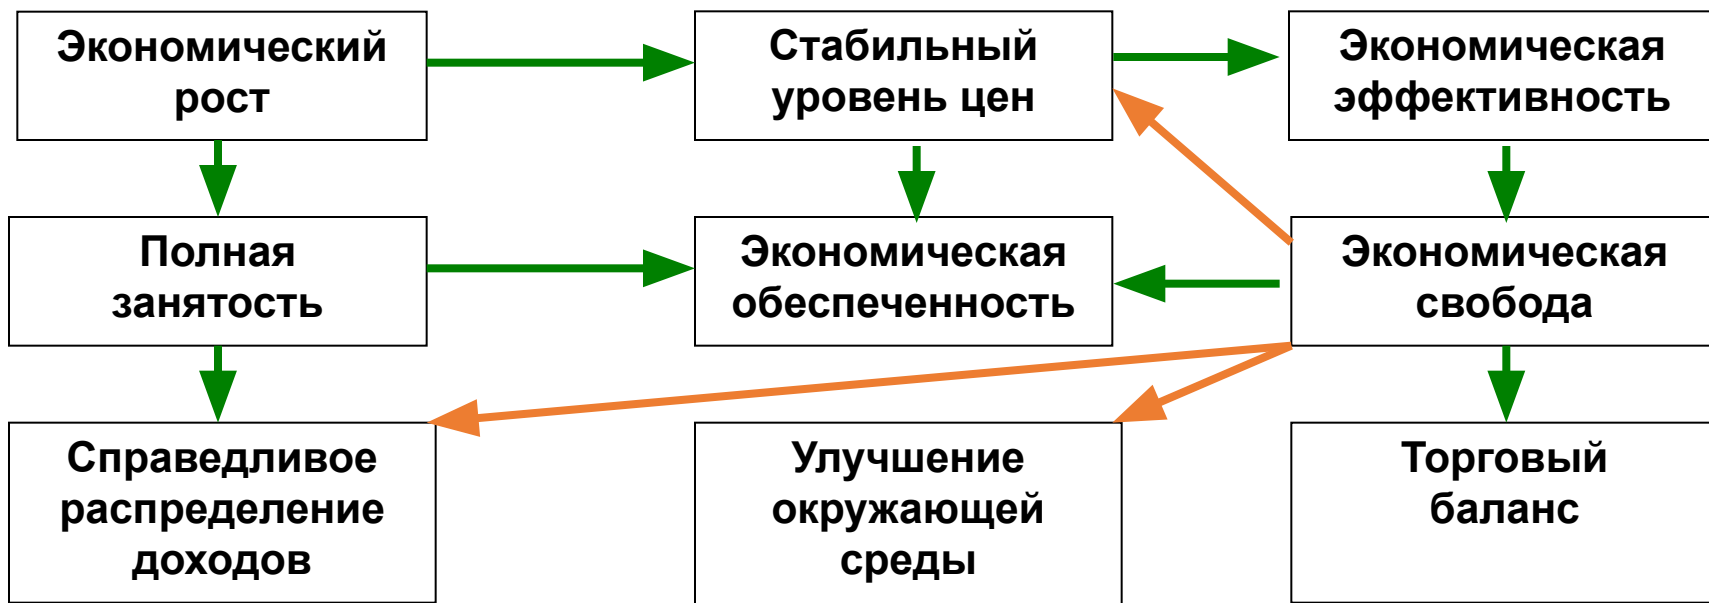 Экономический
рост
Стабильный
уровень цен
Экономическая
эффективность
Полная
занятость
Экономическая
обеспеченность
Экономическая
свобода
Справедливое
распределение
доходов
Улучшение
окружающей
среды
Торговый
баланс